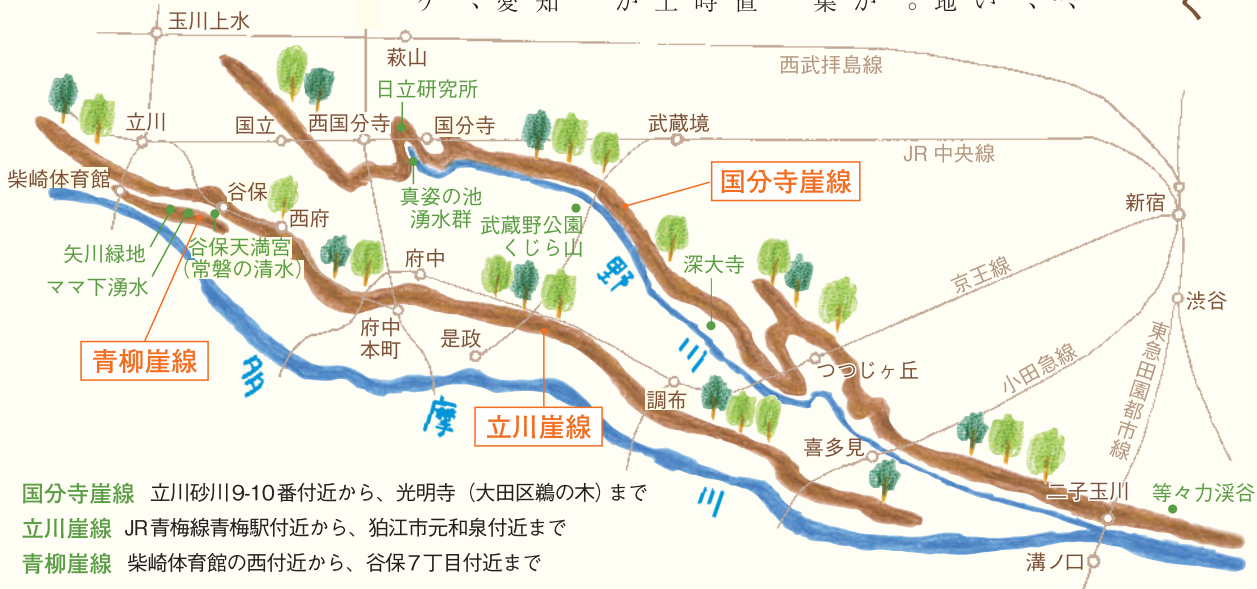 玉川上水
萩山
西武拝島線
日立研究所
立川
国立
西国分寺
国分寺
武蔵境
JR 中央線
柴崎体育館
谷保
西府
真姿の池
湧水群
武蔵野公園
くじら山
国分寺崖線
新宿
矢川緑地
ママ下湧水
谷保天満宮
(常磐の清水)
府中
野川
深大寺
京王線
渋谷
青柳崖線
府中
本町
是政
多摩川
立川崖線
調布
つつじヶ丘
小田急線
東急田園都市線
喜多見
二子玉川
等々力渓谷
溝ノ口
国分寺崖線 立川砂川9-10番付近から、光明寺(大田区鵜の木)まで
立川崖線 JR青梅線青梅駅付近から、狛江市元和泉付近まで
青柳崖線 柴崎体育館の西付近から、谷保7丁目付近まで